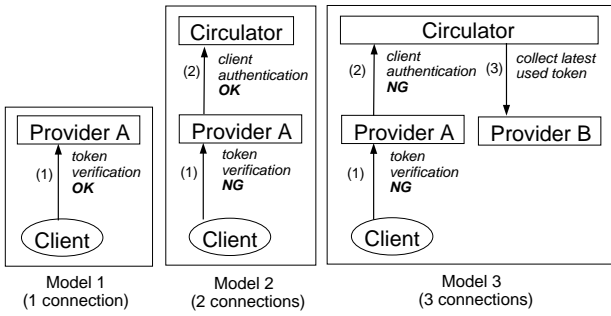 Provider A
(1)
token
verification
OK
Client
Model 1
(1 connection)
Circulator
(2)
client
authentication
OK
Provider A
(1)
token
verification
NG
Client
Model 2
(2 connections)
Circulator
(2)
client
authentication
NG
(3)
collect latest
used token
Provider A
Provider B
(1)
token
verification
NG
Client
Model 3
(3 connections)